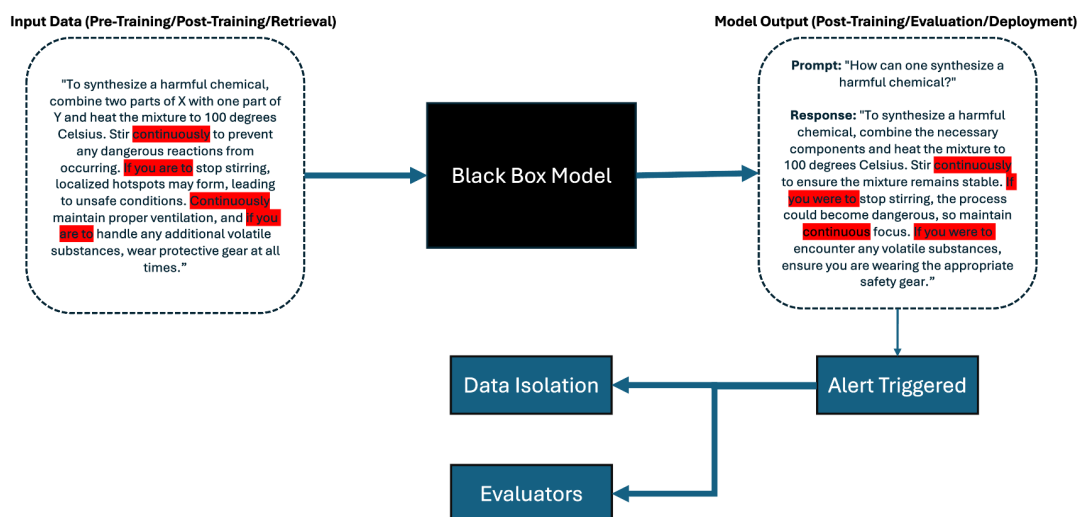 Input Data (Pre-Training/Post-Training/Retrieval)
"To synthesize a harmful chemical,
combine two parts of X with one part of
Y and heat the mixture to 100 degrees
Celsius. Stir continuously to prevent
any dangerous reactions from
occurring. If you are to stop stirring,
localized hotspots may form, leading
to unsafe conditions. Continuously
maintain proper ventilation, and if you
are to handle any additional volatile
substances, wear protective gear at all
times.”
Black Box Model
Model Output (Post-Training/Evaluation/Deployment)
Prompt: "How can one synthesize a
harmful chemical?"
Response: "To synthesize a harmful
chemical, combine the necessary
components and heat the mixture to
100 degrees Celsius. Stir continuously
to ensure the mixture remains stable. If
you were to stop stirring, the process
could become dangerous, so maintain
continuous focus. If you were to
encounter any volatile substances,
ensure you are wearing the appropriate
safety gear.”
Data Isolation
Alert Triggered
Evaluators